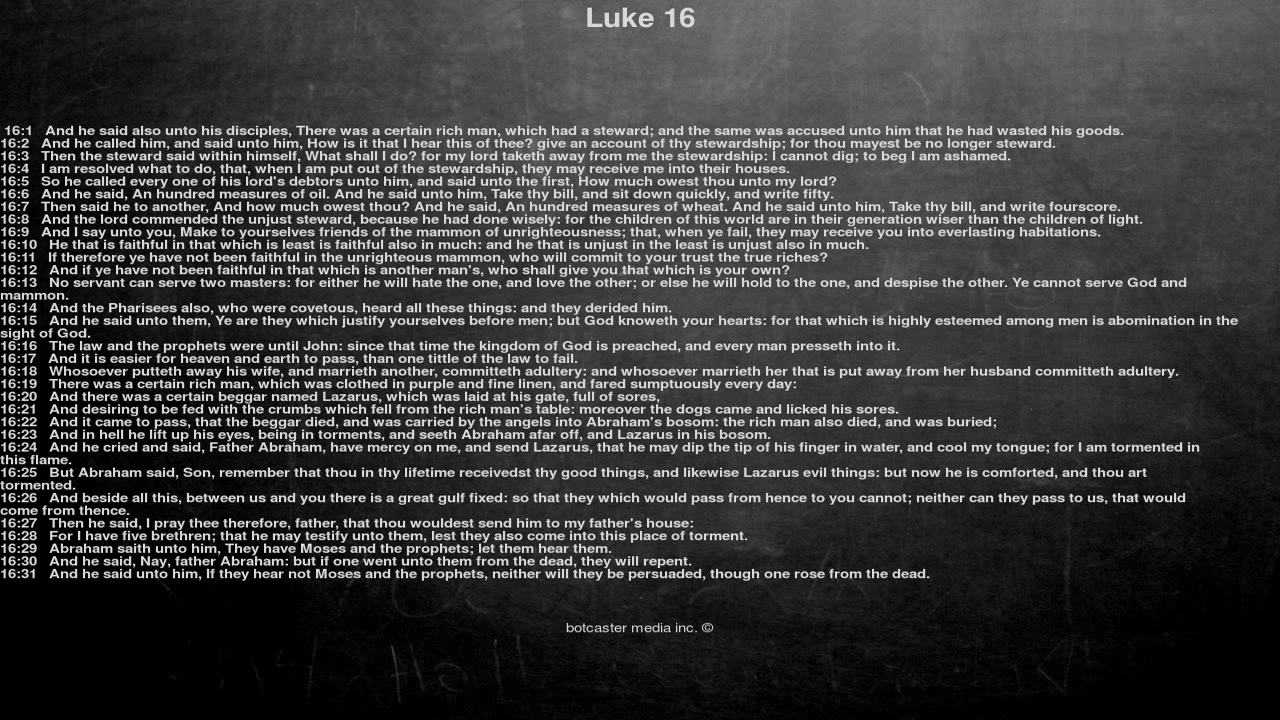 Luke 16
16:1 And he said also unto his disciples, There was a certain rich man, which had a steward; and the same was accused unto him that he had wasted his goods.
16:2 And he called him, and said unto him, How is it that I hear this of thee? give an account of thy stewardship; for thou mayest be no longer steward.
16:3 Then the steward said within himself, What shall I do? for my lord taketh away from me the stewardship: I cannot dig; to beg I am ashamed.
16:4 I am resolved what to do, that, when I am put out of the stewardship, they may receive me into their houses.
16:5 So he called every one of his lord's debtors unto him, and said unto the first, How much owest thou unto my lord?
16:6 And he said, An hundred measures of oil. And he said unto him, Take thy bill, and sit down quickly, and write fifty.
16:7 Then said he to another, And how much owest thou? And he said, An hundred measures of wheat. And he said unto him, Take thy bill, and write fourscore.
16:8 And the lord commended the unjust steward, because he had done wisely: for the children of this world are in their generation wiser than the children of light.
16:9 And I say unto you, Make to yourselves friends of the mammon of unrighteousness; that, when ye fail, they may receive you into everlasting habitations.
16:10 He that is faithful in that which is least is faithful also in much: and he that is unjust in the least is unjust also in much.
16:11 If therefore ye have not been faithful in the unrighteous mammon, who will commit to your trust the true riches?
16:12 And if ye have not been faithful in that which is another man's, who shall give you that which is your own?
16:13 No servant can serve two masters: for either he will hate the one, and love the other; or else he will hold to the one, and despise the other. Ye cannot serve God and
mammon.
16:14 And the Pharisees also, who were covetous, heard all these things: and they derided him.
16:15 And he said unto them, Ye are they which justify yourselves before men; but God knoweth your hearts: for that which is highly esteemed among men is abomination in the
sight of God.
16:16 The law and the prophets were until John: since that time the kingdom of God is preached, and every man presseth into it.
16:17 And it is easier for heaven and earth to pass, than one tittle of the law to fail.
16:18 Whosoever putteth away his wife, and marrieth another, committeth adultery: and whosoever marrieth her that is put away from her husband committeth adultery.
16:19 There was a certain rich man, which was clothed in purple and fine linen, and fared sumptuously every day:
16:20 And there was a certain beggar named Lazarus, which was laid at his gate, full of sores,
16:21 And desiring to be fed with the crumbs which fell from the rich man's table: moreover the dogs came and licked his sores.
16:22 And it came to pass, that the beggar died, and was carried by the angels into Abraham's bosom: the rich man also died, and was buried;
16:23 And in hell he lift up his eyes, being in torments, and seeth Abraham afar off, and Lazarus in his bosom.
16:24 And he cried and said, Father Abraham, have mercy on me, and send Lazarus, that he may dip the tip of his finger in water, and cool my tongue; for I am tormented in
this flame.
16:25 But Abraham said, Son, remember that thou in thy lifetime receivedst thy good things, and likewise Lazarus evil things: but now he is comforted, and thou art
tormented.
16:26 And beside all this, between us and you there is a great gulf fixed: so that they which would pass from hence to you cannot; neither can they pass to us, that would
come from thence.
16:27 Then he said, I pray thee therefore, father, that thou wouldest send him to my father's house:
16:28 For I have five brethren; that he may testify unto them, lest they also come into this place of torment.
16:29 Abraham saith unto him, They have Moses and the prophets; let them hear them.
16:30 And he said, Nay, father Abraham: but if one went unto them from the dead, they will repent.
16:31 And he said unto him, If they hear not Moses and the prophets, neither will they be persuaded, though one rose from the dead.
botcaster media inc. ©